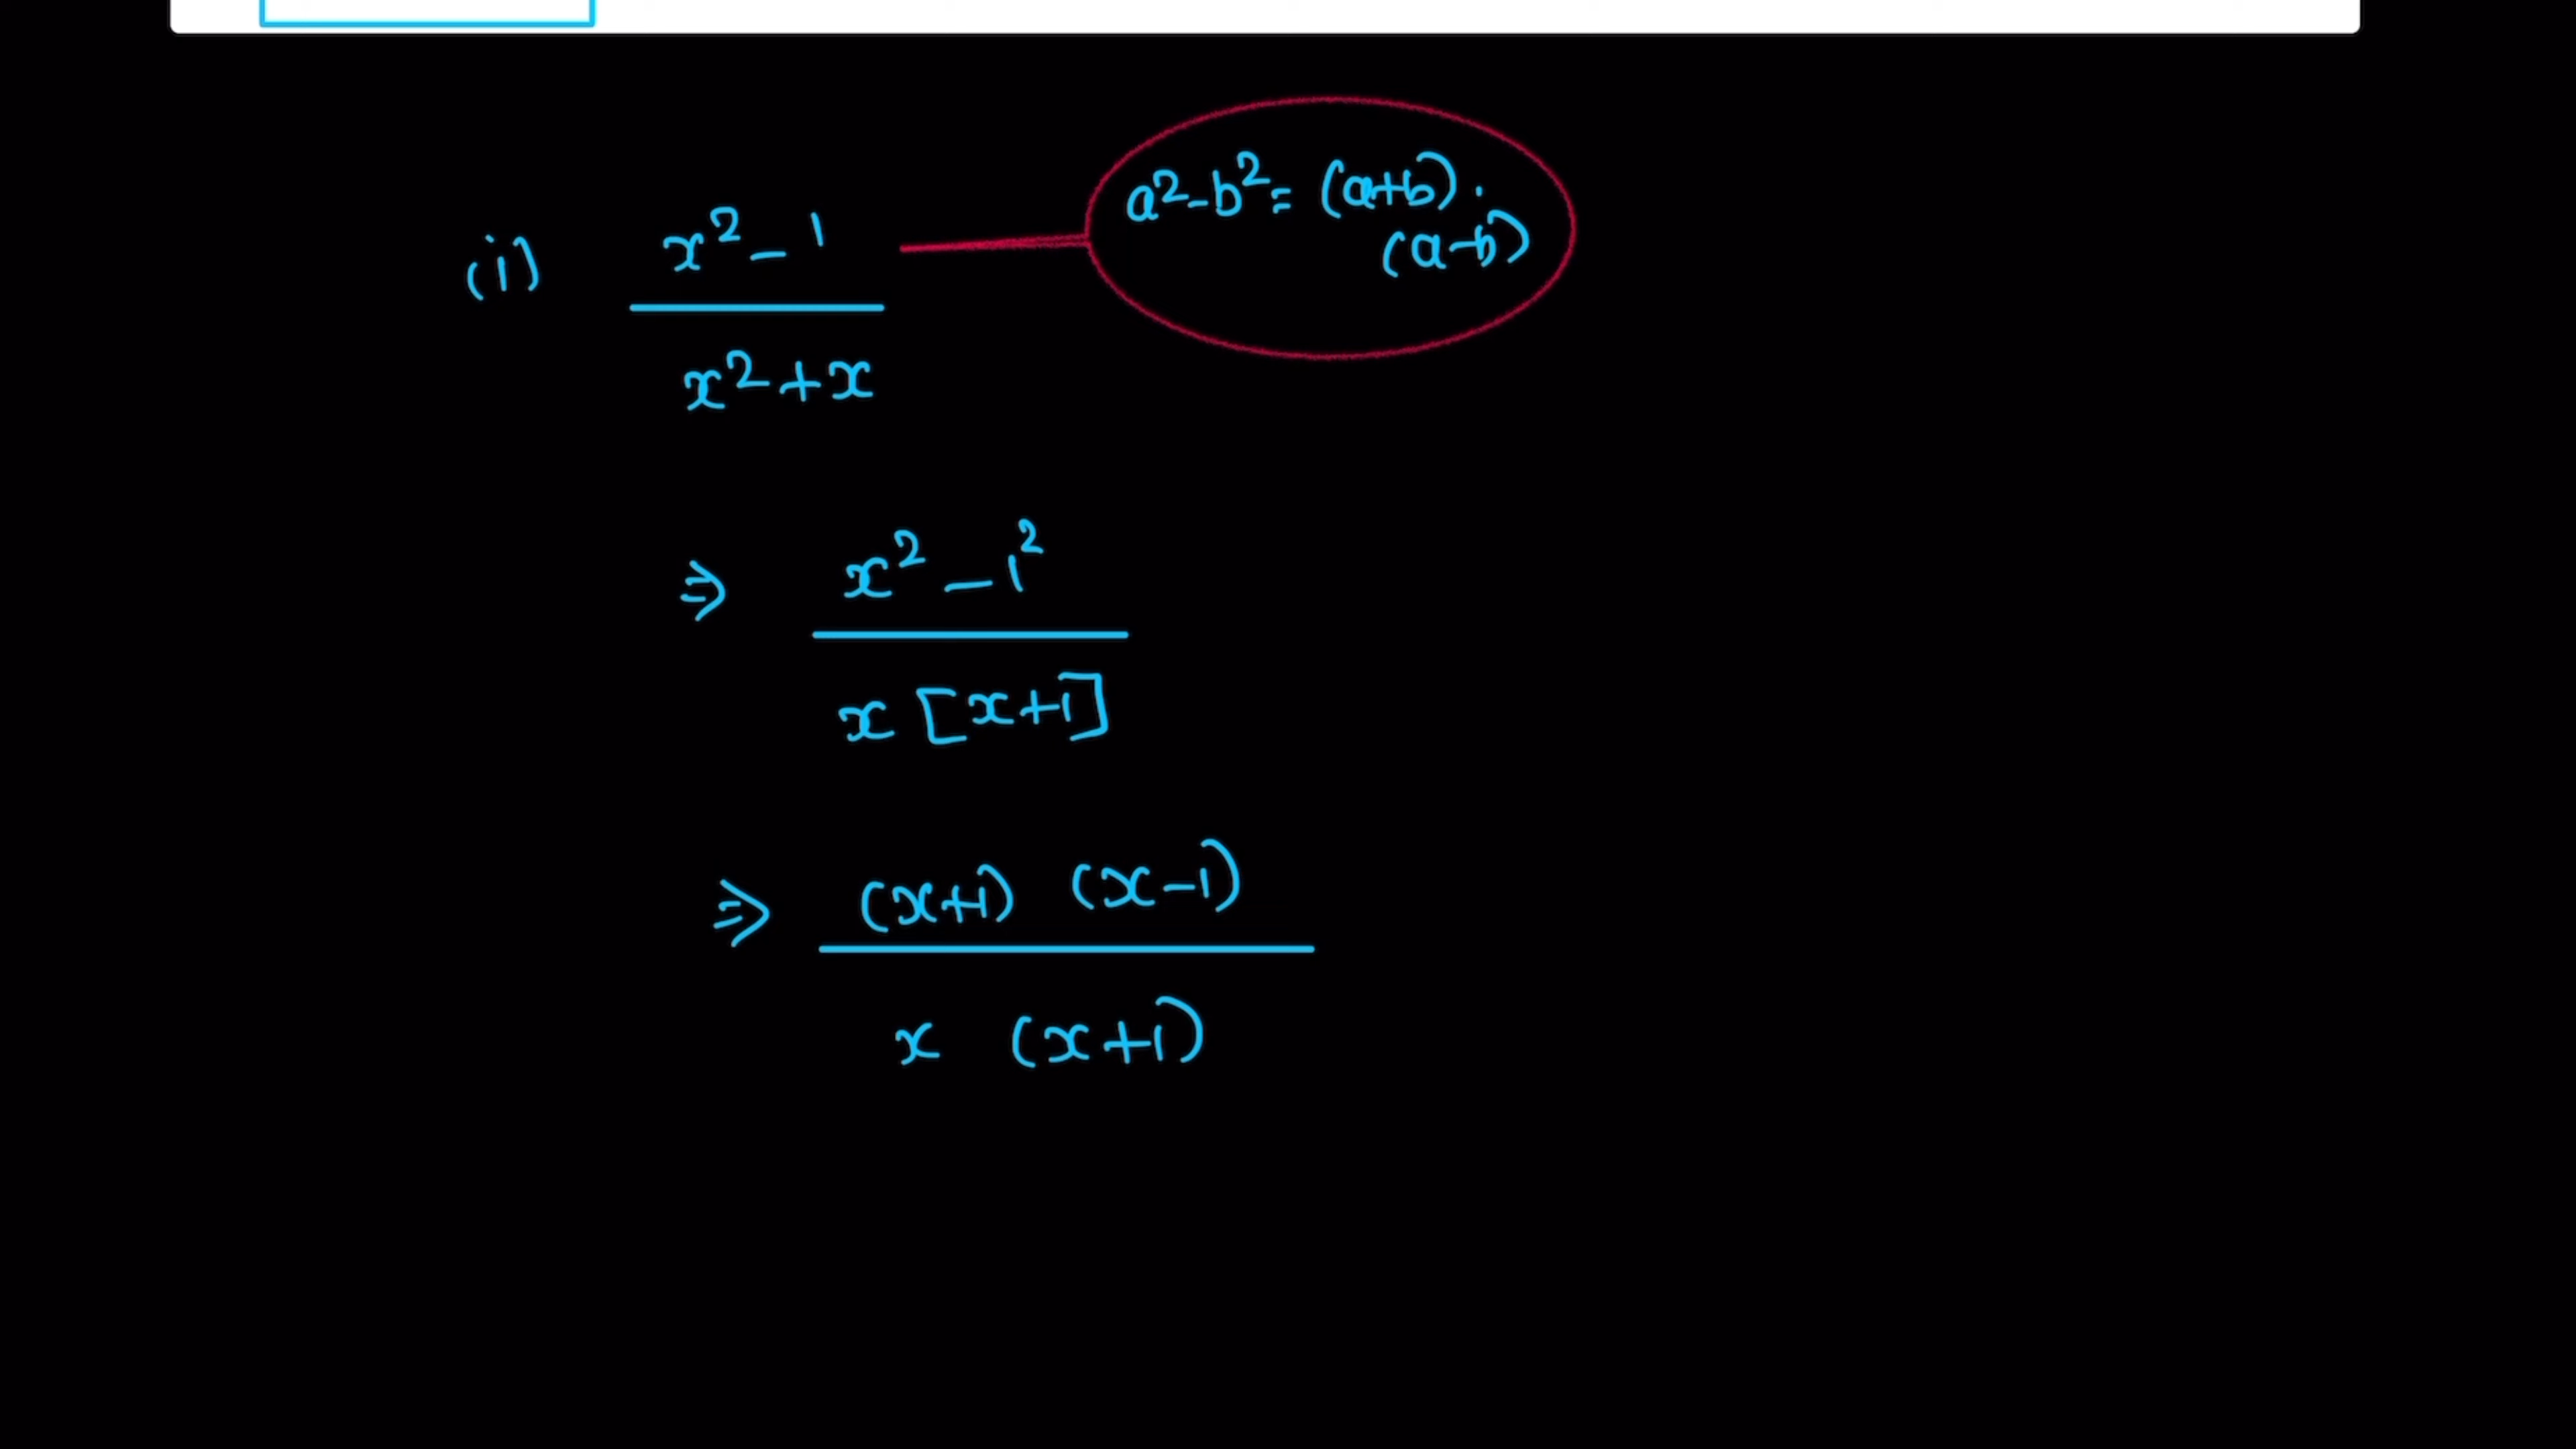 (i) x² - 1
x² + x
a² - b² = (a+b) .
(a-b)
⇒ x² - 1²
x [x+1]
⇒ (x+1) (x-1)
x (x+1)